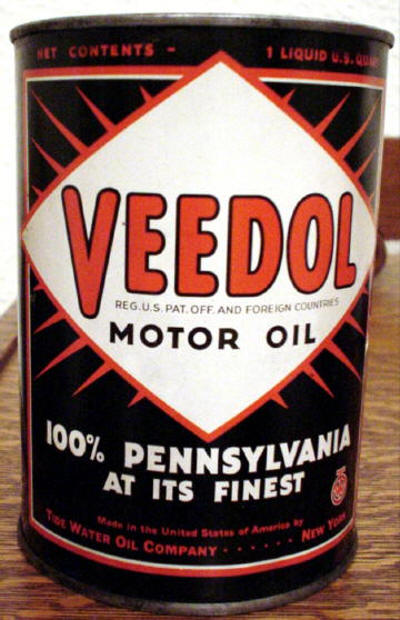 NET CONTENTS – 1 LIQUID U.S. QUART
VEEDOL
REG. U.S. PAT. OFF. AND FOREIGN COUNTRIES
MOTOR OIL
100% PENNSYLVANIA
AT ITS FINEST
Made in the United States of America by
TIDE WATER OIL COMPANY · · · · · · NEW YORK